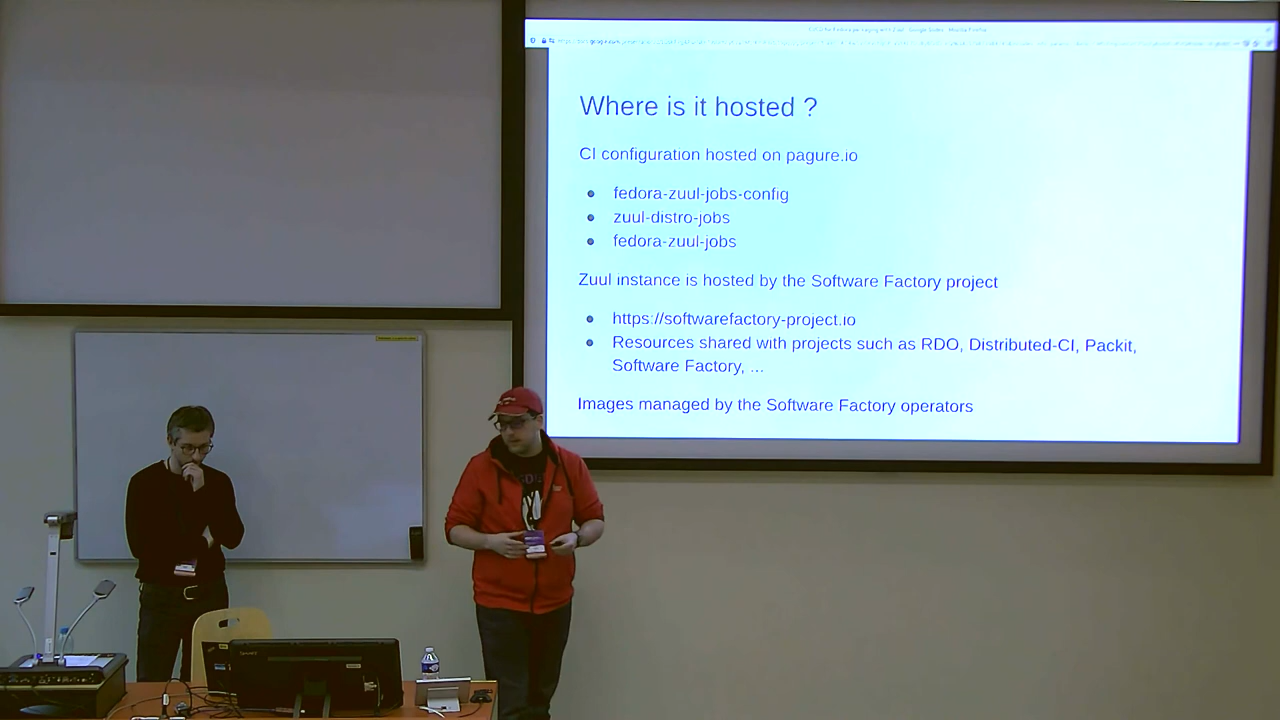 Where is it hosted ?
CI configuration hosted on pagure.io
fedora-zuul-jobs-config
zuul-distro-jobs
fedora-zuul-jobs
Zuul instance is hosted by the Software Factory project
https://softwarefactory-project.io
Resources shared with projects such as RDO, Distributed-CI, Packit,
Software Factory, ...
Images managed by the Software Factory operators